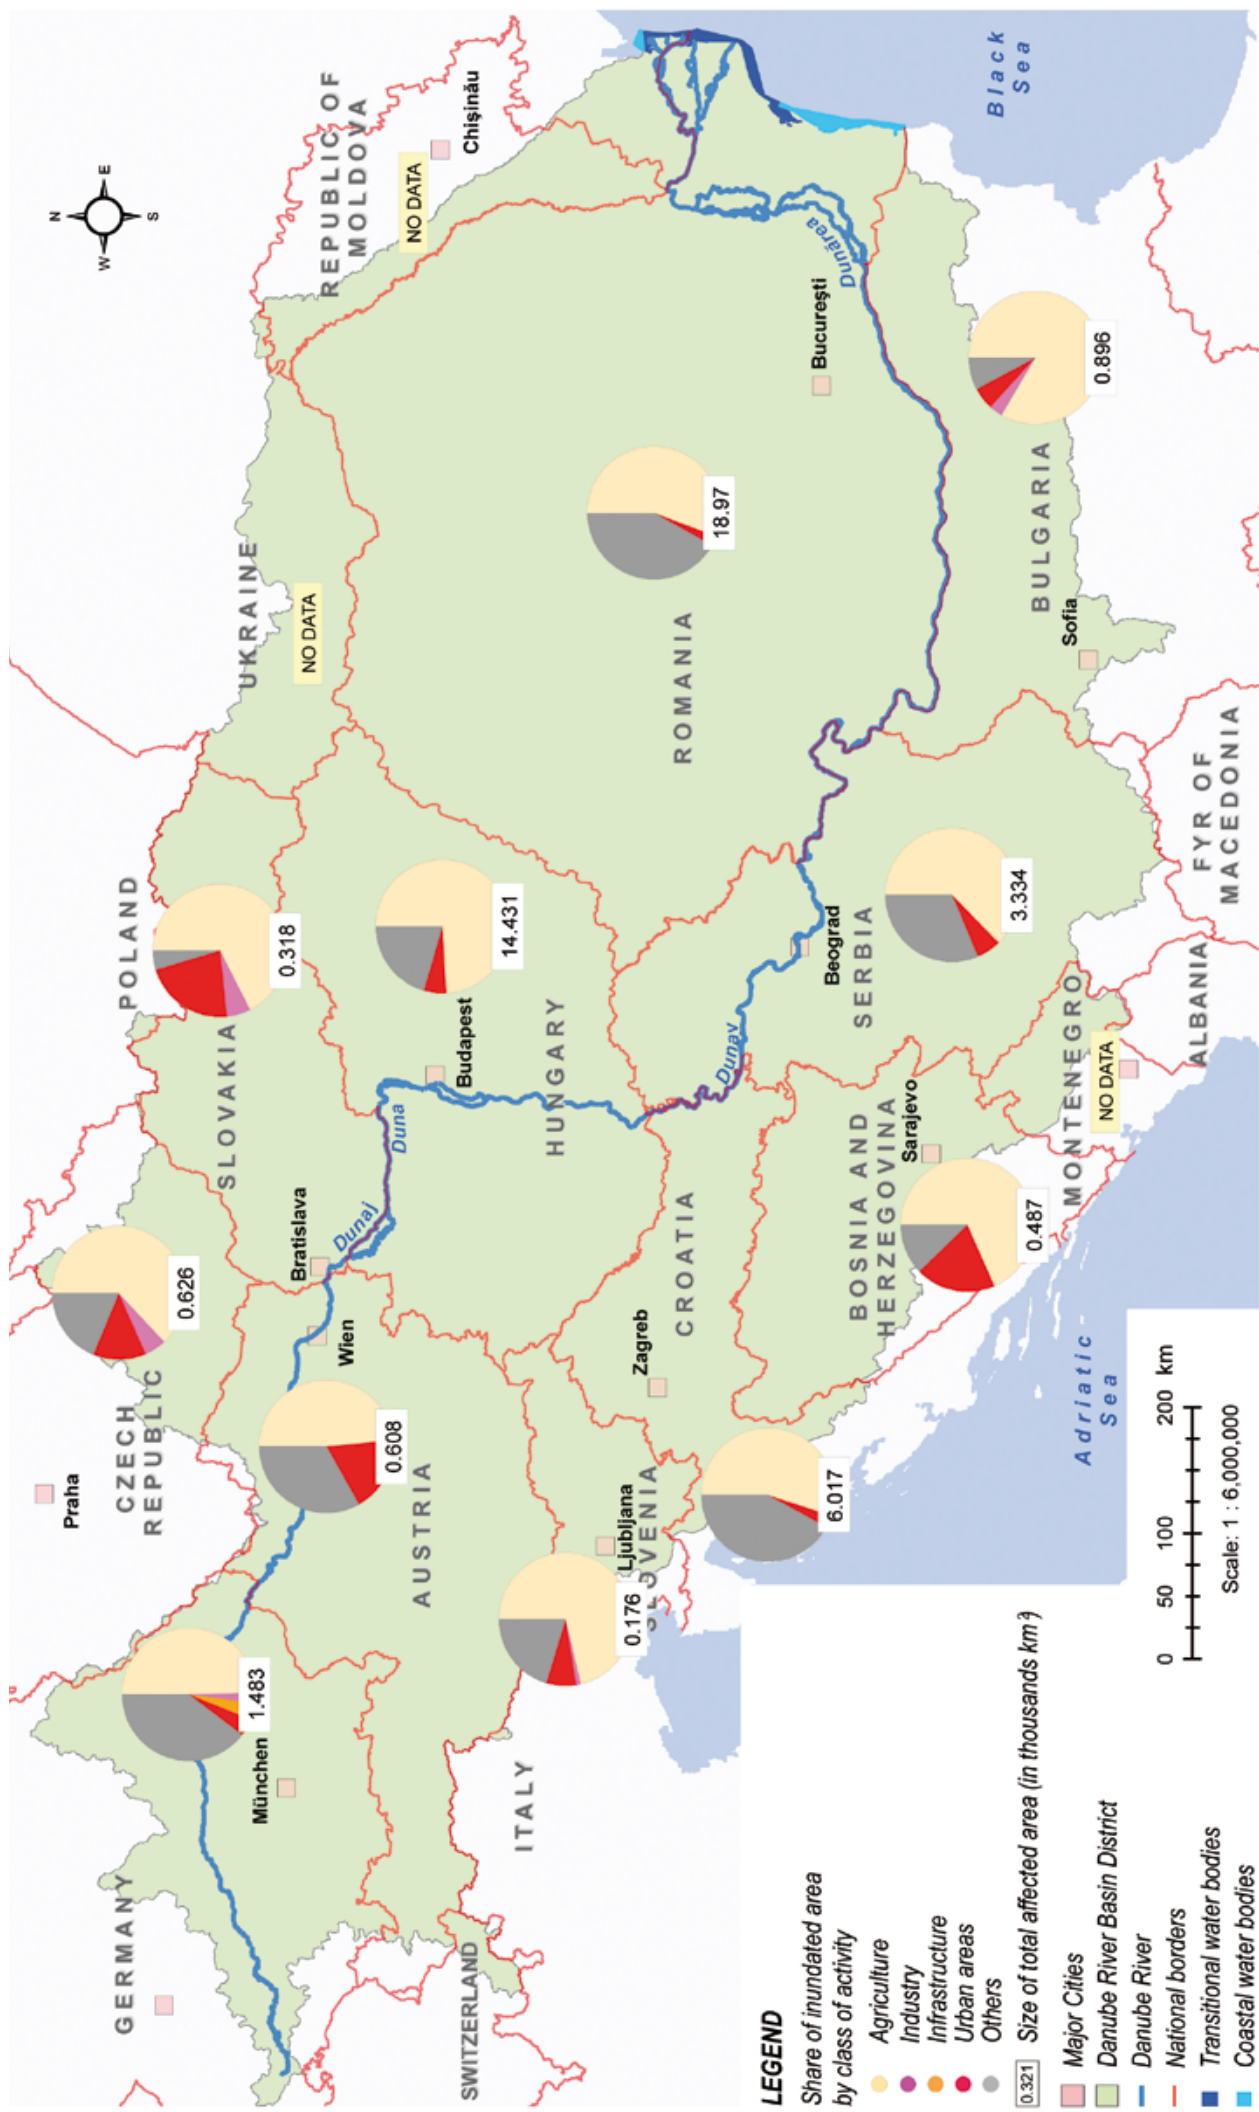 N
W
E
S
GERMANY
1.483
München
Praha
CZECH
REPUBLIC
0.626
POLAND
0.318
SLOVAKIA
Bratislava
Dunaj
Duna
Wien
0.608
AUSTRIA
SWITZERLAND
ITALY
Ljubljana
0.176
SLOVENIA
Zagreb
CROATIA
6.017
Budapest
14.431
HUNGARY
UKRAINE
NO DATA
REPUBLIC OF
MOLDOVA
NO DATA
Chişinău
ROMANIA
18.97
Bucureşti
Dunărea
Black
Sea
Dunav
Beograd
SERBIA
3.334
BOSNIA AND
HERZEGOVINA
Sarajevo
0.487
MONTENEGRO
NO DATA
ALBANIA
FYR OF
MACEDONIA
Sofia
BULGARIA
0.896
Adriatic
Sea
LEGEND
Share of inundated area
by class of activity
Agriculture
Industry
Infrastructure
Urban areas
Others
0.321 Size of total affected area (in thousands km²)
Major Cities
Danube River Basin District
Danube River
National borders
Transitional water bodies
Coastal water bodies
0 50 100 200 km
Scale: 1 : 6,000,000